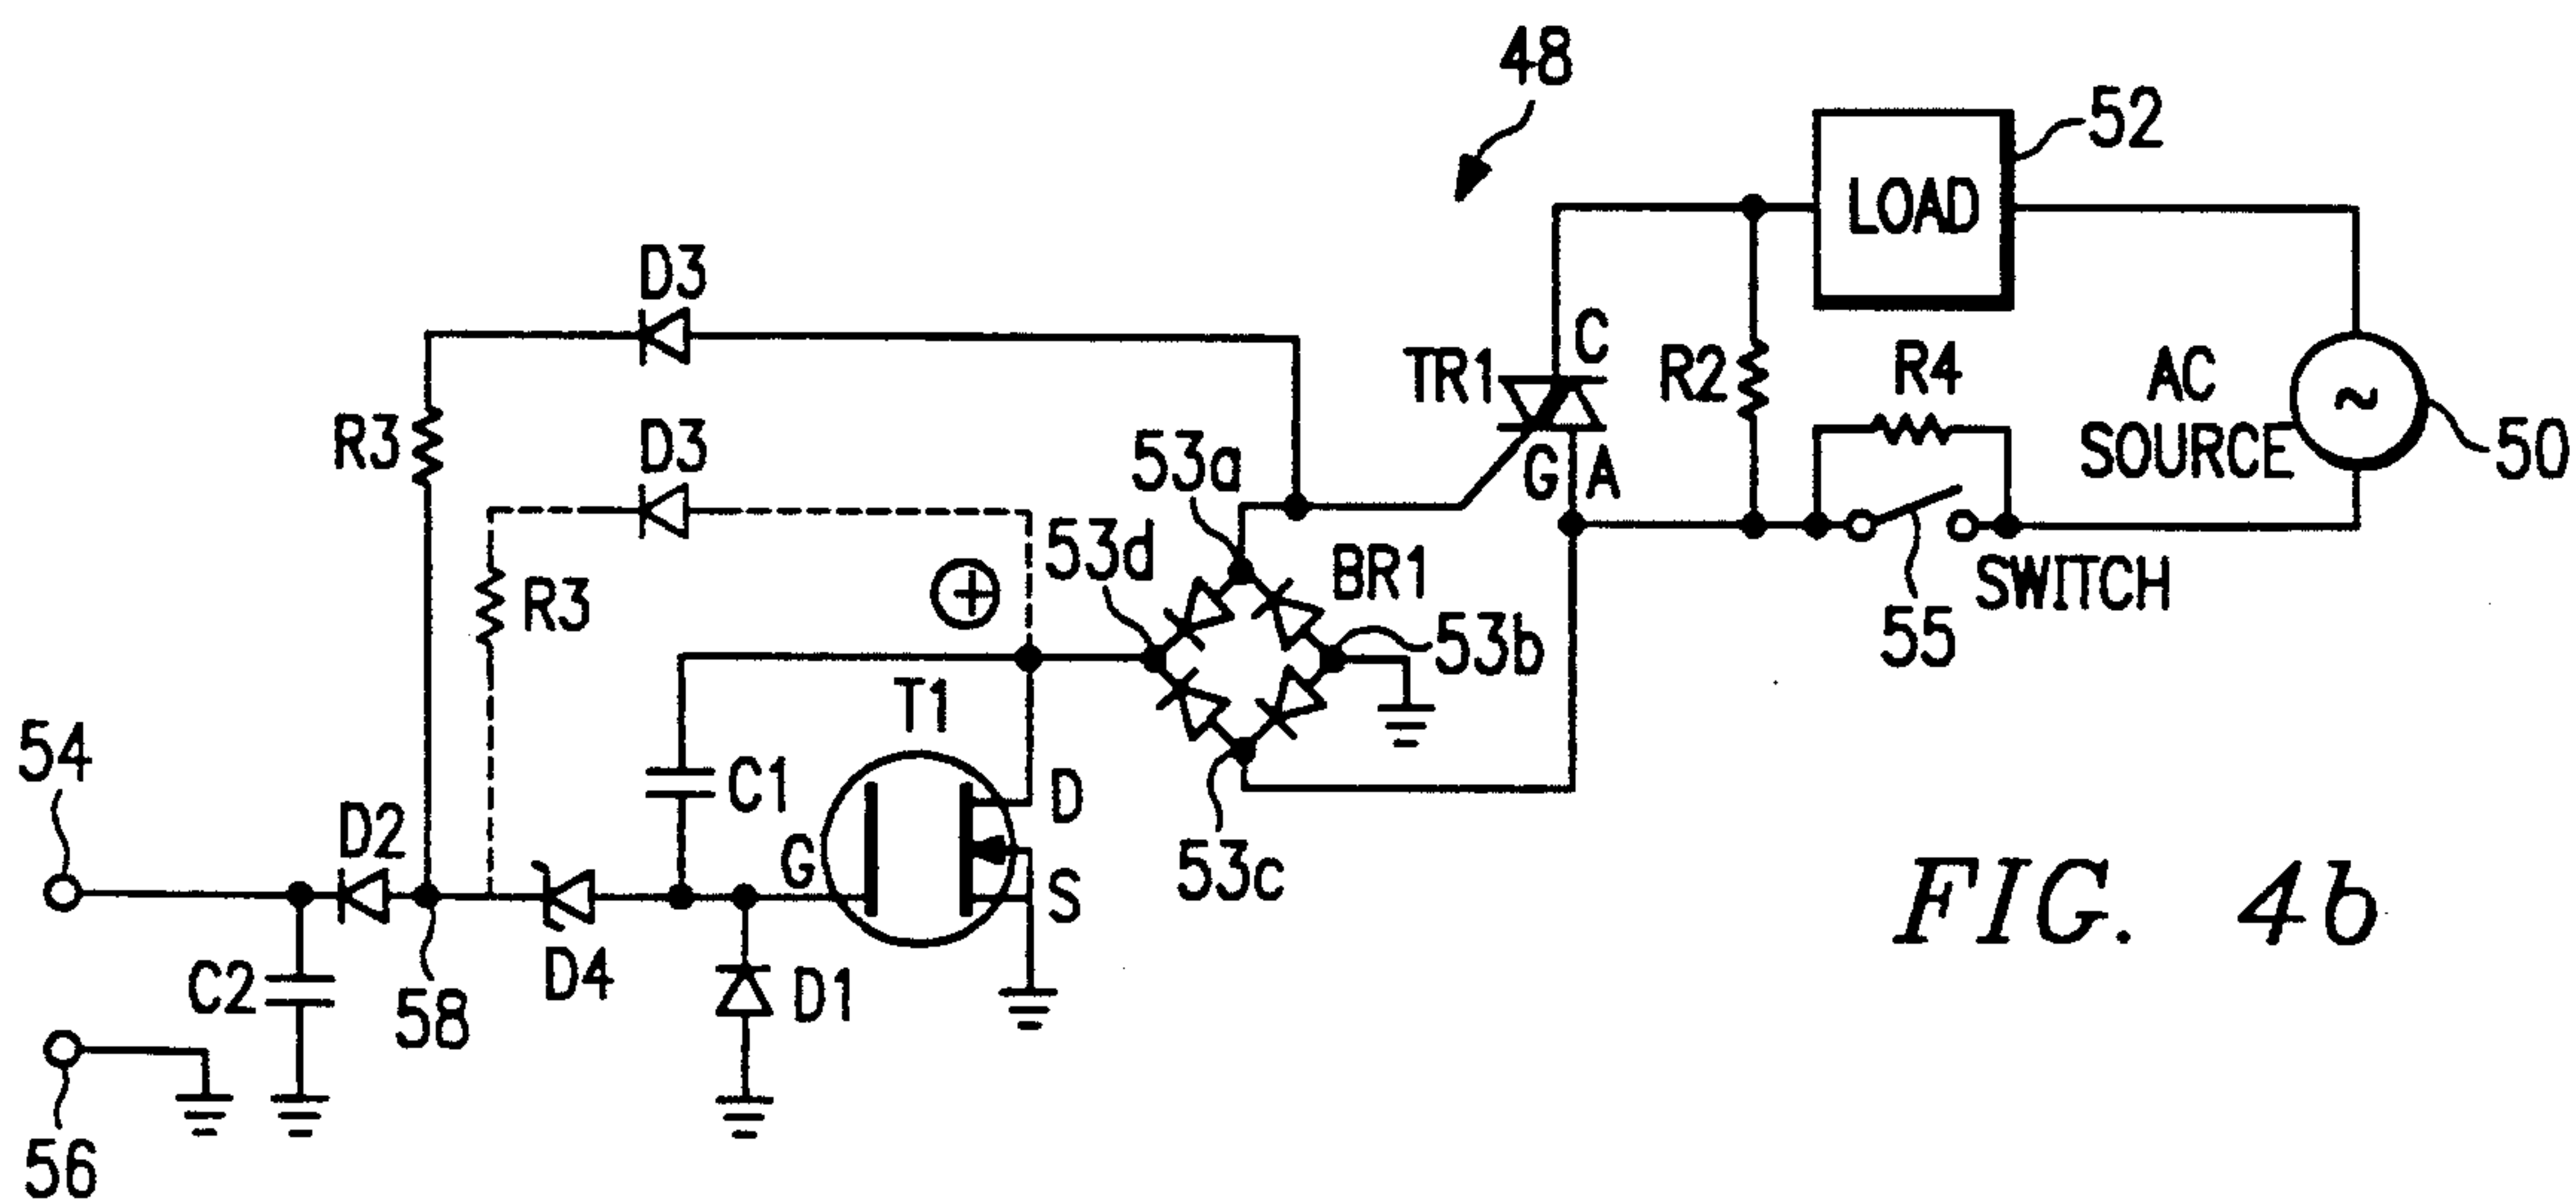 48
52
LOAD
D3
C
TR1
R2
R4
AC
SOURCE
~
50
R3
D3
53a
G
A
53d
BR1
SWITCH
R3
+
53b
55
T1
54
C1
D
D2
G
53c
S
FIG. 4b
C2
58
D4
D1
56